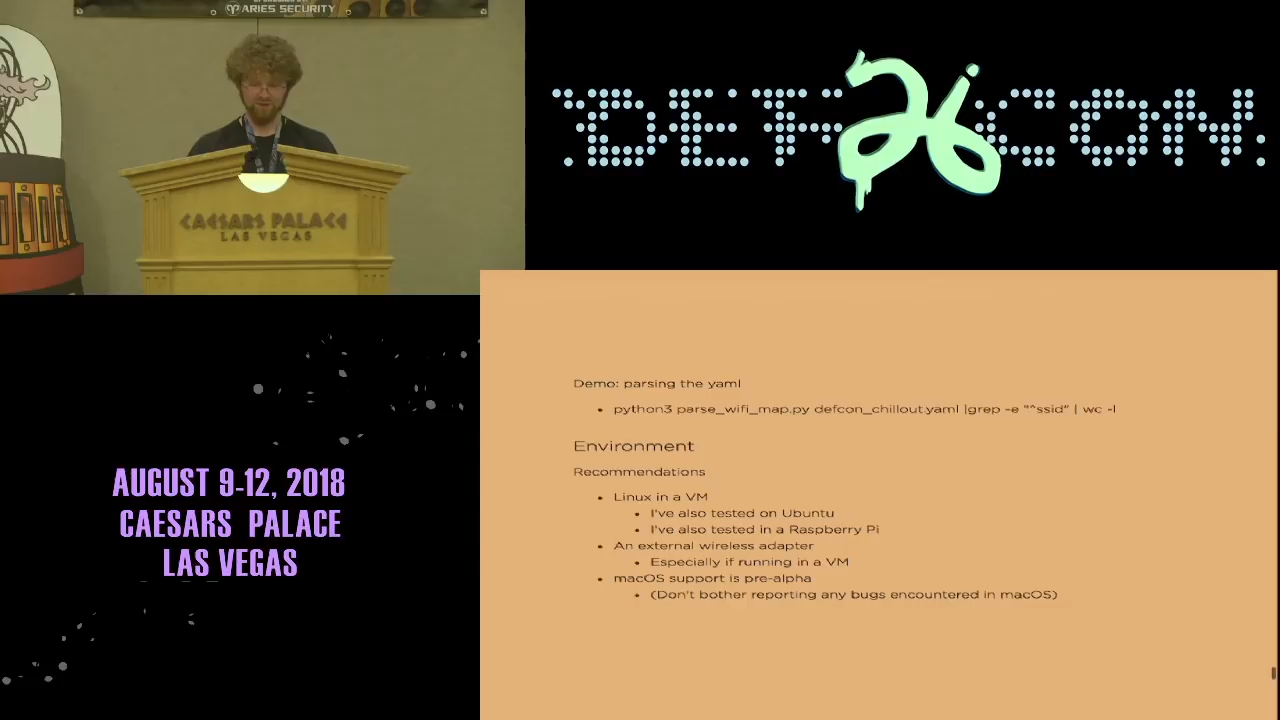 ARIES SECURITY
DEFCON
26
CAESARS PALACE
LAS VEGAS
AUGUST 9-12, 2018
CAESARS PALACE
LAS VEGAS
Demo: parsing the yaml
• python3 parse_wifi_map.py defcon_chillout.yaml |grep -e "^ssid" | wc -l
Environment
Recommendations
• Linux in a VM
• I've also tested on Ubuntu
• I've also tested in a Raspberry Pi
• An external wireless adapter
• Especially if running in a VM
• macOS support is pre-alpha
• (Don't bother reporting any bugs encountered in macOS)